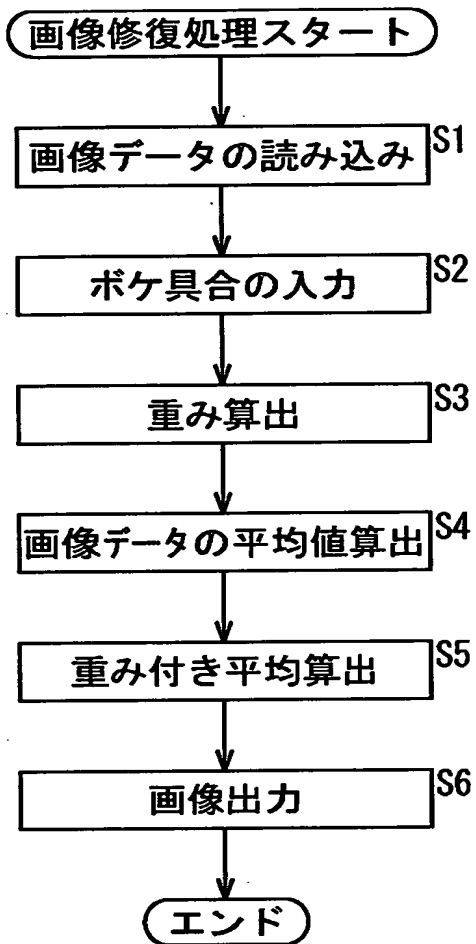 画像修復処理スタート
画像データの読み込み S1
ボケ具合の入力 S2
重み算出 S3
画像データの平均値算出 S4
重み付き平均算出 S5
画像出力 S6
エンド